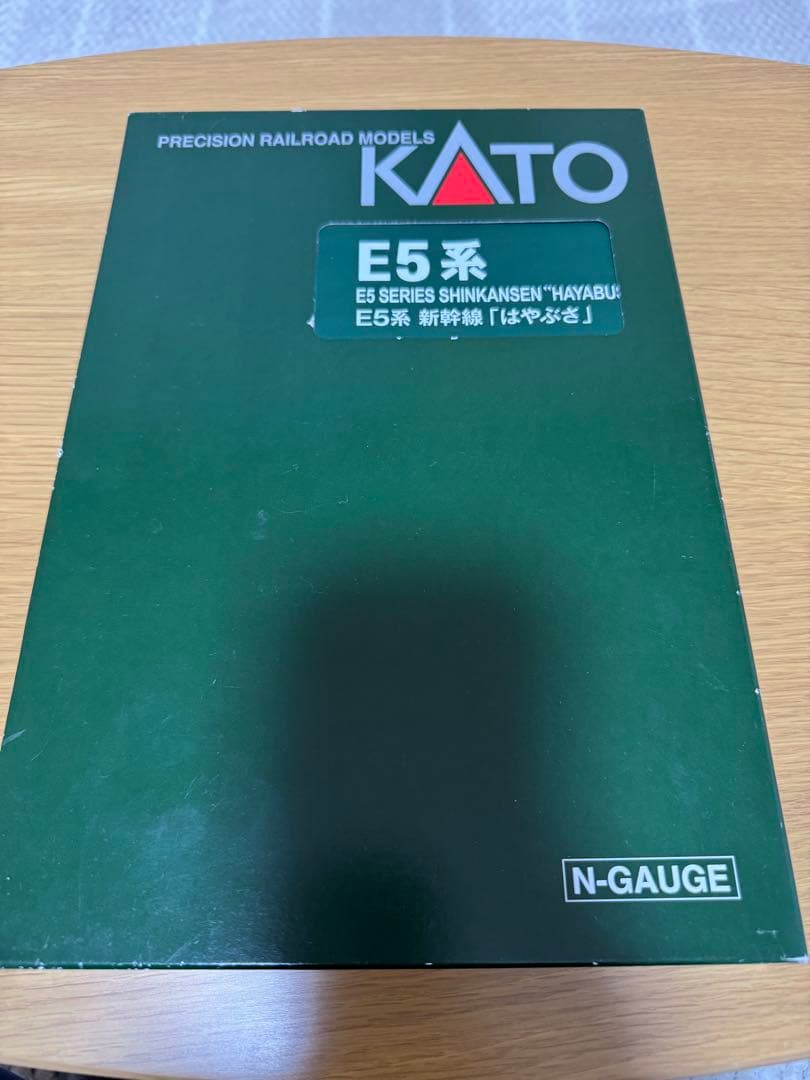 PRECISION RAILROAD MODELS
KATO
E5系
E5 SERIES SHINKANSEN “HAYABUS
E5系 新幹線「はやぶさ」
N-GAUGE